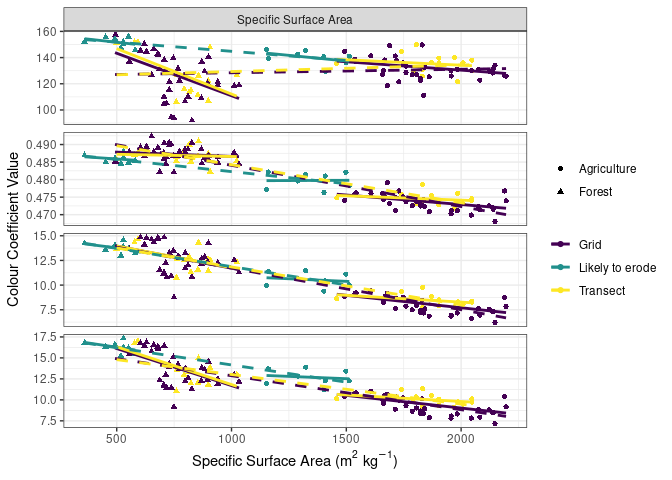 Specific Surface Area
160
140
120
100
0.490
0.485
0.480
0.475
0.470
15.0
12.5
10.0
7.5
17.5
15.0
12.5
10.0
7.5
Colour Coefficient Value
500 1000 1500 2000
Specific Surface Area (m² kg⁻¹)
Agriculture
Forest
Grid
Likely to erode
Transect